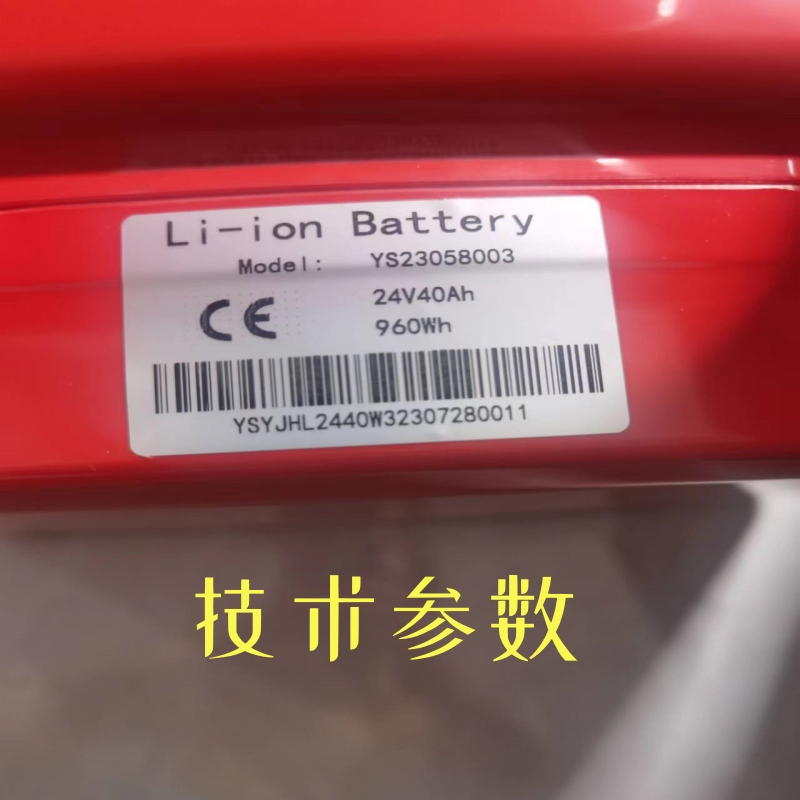 Li-ion Battery
Model: YS23058003
24V40Ah
CE
960Wh
YSYJHL2440W32307280011
技术参数